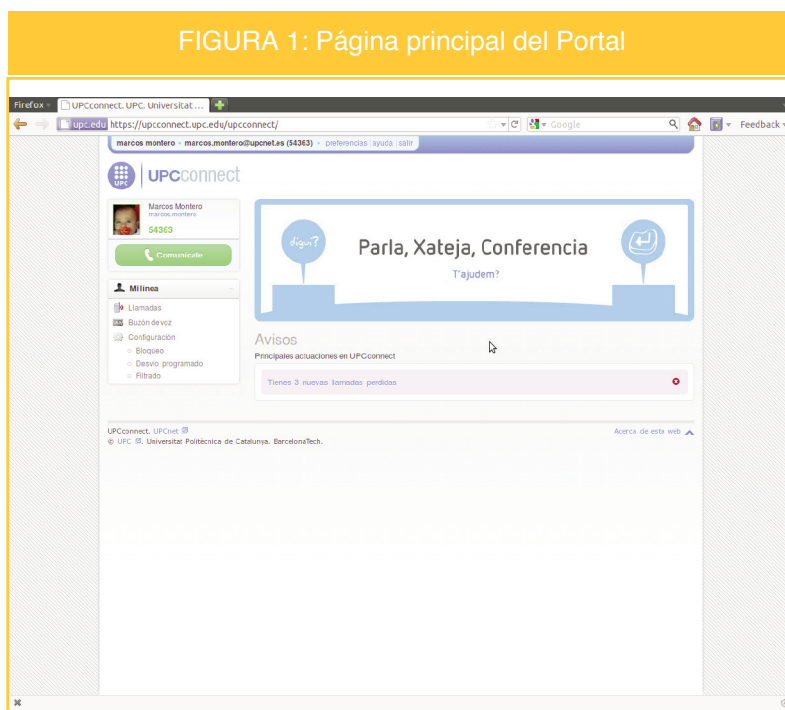 FIGURA 1: Página principal del Portal
Firefox
UPCconnect. UPC. Universitat ...
upc.edu https://upcconnect.upc.edu/upcconnect/
Google
Feedback
marcos montero - marcos.montero@upcnet.es (54363) - preferencias | ayuda | salir
UPC
UPCconnect
Marcos Montero
marcos.montero
54363
Comunícate
digui?
Parla, Xateja, Conferencia
T'ajudem?
Mi línea
Llamadas
Buzón de voz
Configuración
Bloqueo
Desvío programado
Filtrado
Avisos
Principales actuaciones en UPCconnect
Tienes 3 nuevas llamadas perdidas
UPCconnect. UPCnet
Acerca de esta web
© UPC. Universitat Politècnica de Catalunya. BarcelonaTech.